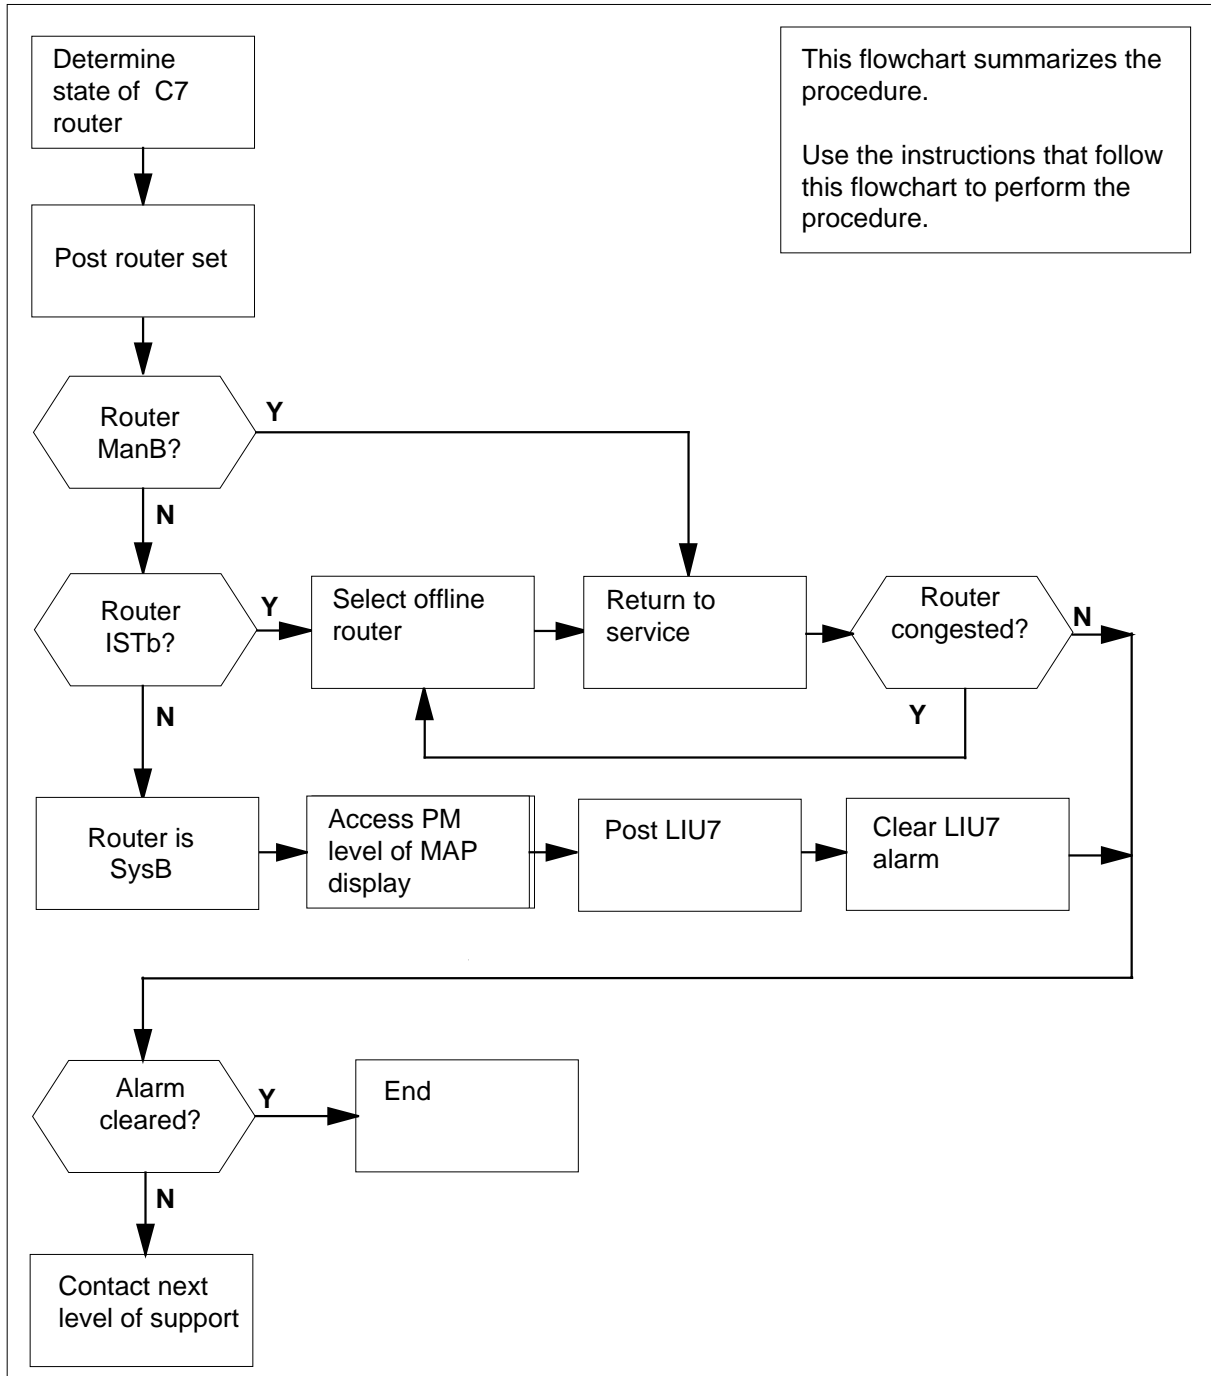 Determine
state of C7
router
This flowchart summarizes the
procedure.
Use the instructions that follow
this flowchart to perform the
procedure.
Post router set
Router
ManB?
Y
N
Router
ISTb?
Y
Select offline
router
Return to
service
Router
congested?
N
N
Y
Router is
SysB
Access PM
level of MAP
display
Post LIU7
Clear LIU7
alarm
Alarm
cleared?
Y
End
N
Contact next
level of support